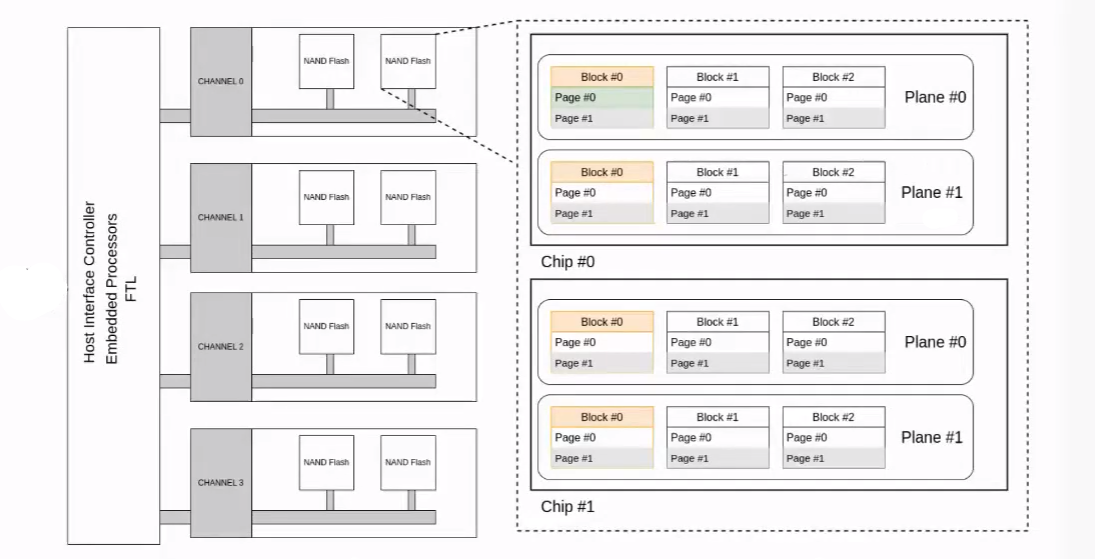 Host Interface Controller
Embedded Processors
FTL
CHANNEL 0
NAND Flash
NAND Flash
CHANNEL 1
NAND Flash
NAND Flash
CHANNEL 2
NAND Flash
NAND Flash
CHANNEL 3
NAND Flash
NAND Flash
Block #0
Page #0
Page #1
Block #1
Page #0
Page #1
Block #2
Page #0
Page #1
Plane #0
Block #0
Page #0
Page #1
Block #1
Page #0
Page #1
Block #2
Page #0
Page #1
Plane #1
Chip #0
Block #0
Page #0
Page #1
Block #1
Page #0
Page #1
Block #2
Page #0
Page #1
Plane #0
Block #0
Page #0
Page #1
Block #1
Page #0
Page #1
Block #2
Page #0
Page #1
Plane #1
Chip #1